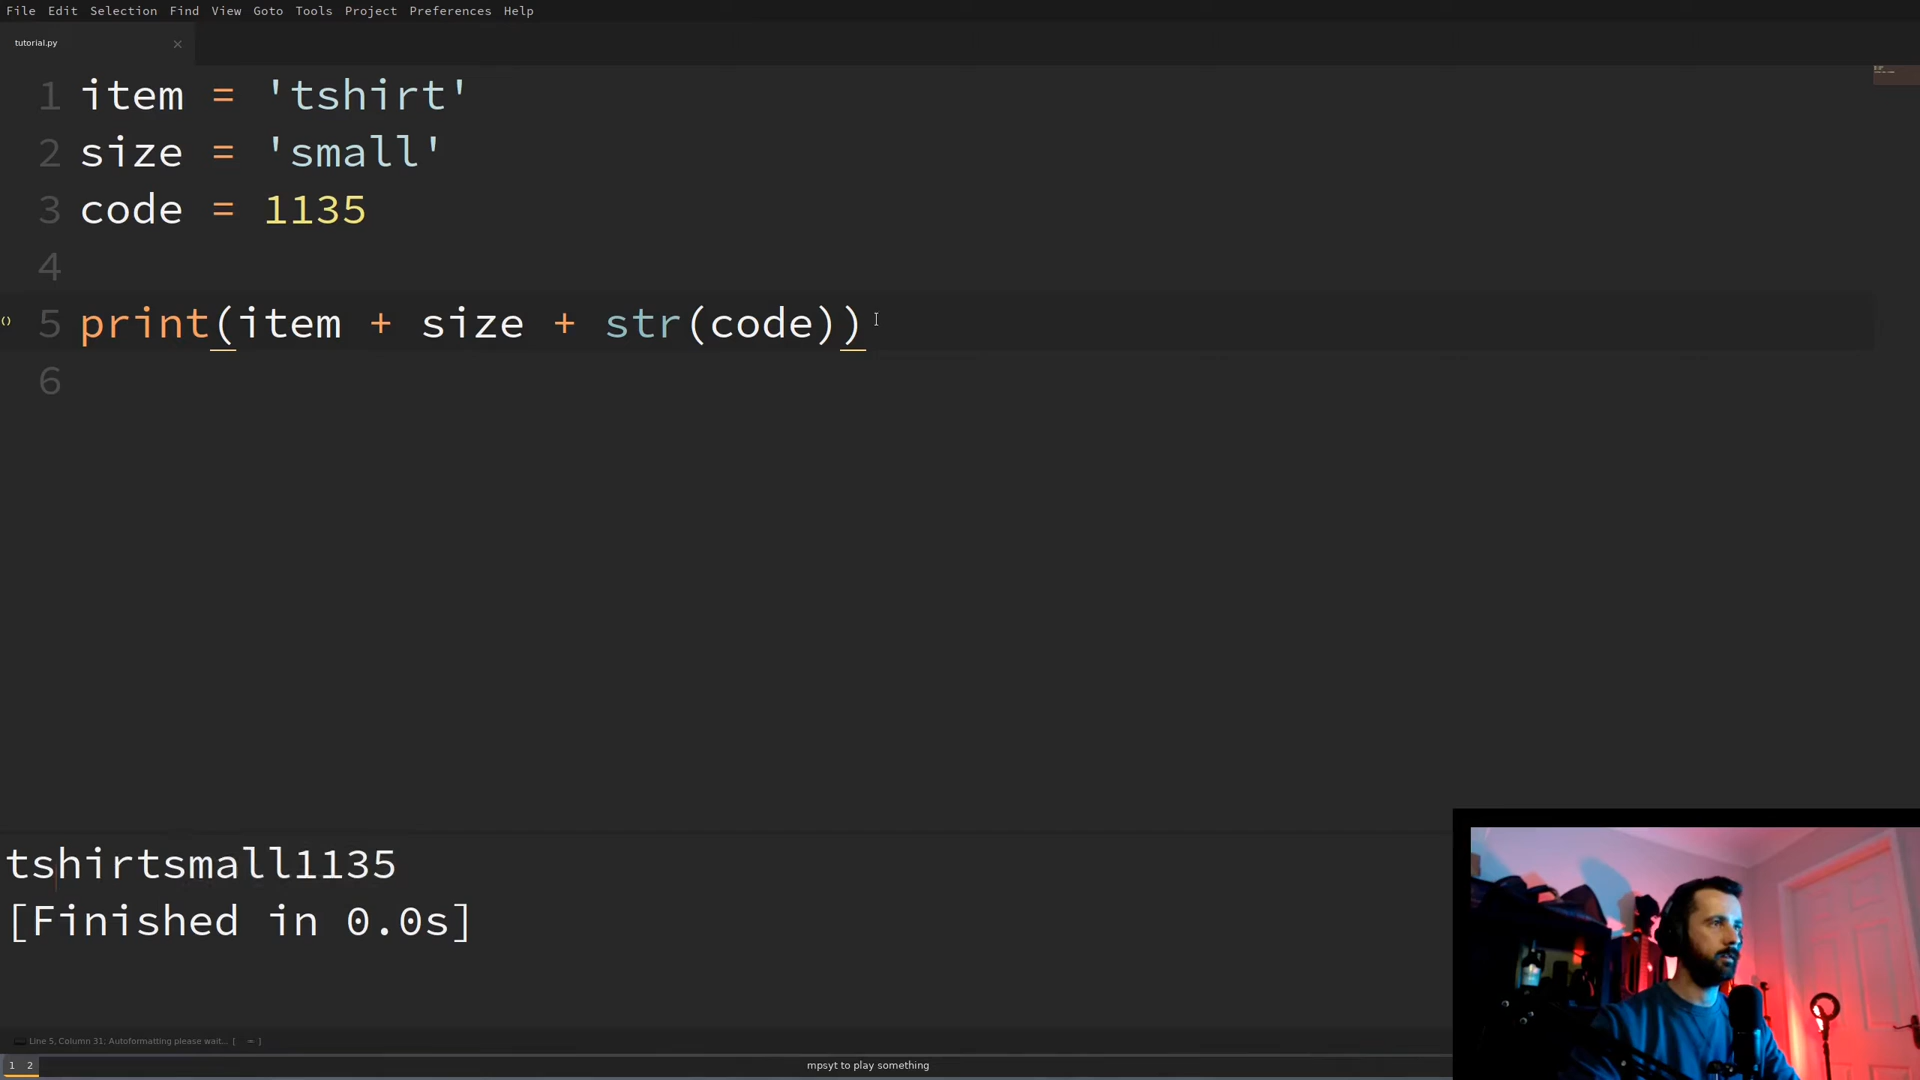 File Edit Selection Find View Goto Tools Project Preferences Help
tutorial.py ×
1 item = 'tshirt'
2 size = 'small'
3 code = 1135
4
() 5 print(item + size + str(code))
6
tshirtsmall1135
[Finished in 0.0s]
Line 5, Column 31; Autoformatting please wait... [ = ]
1 2 mpsyt to play something